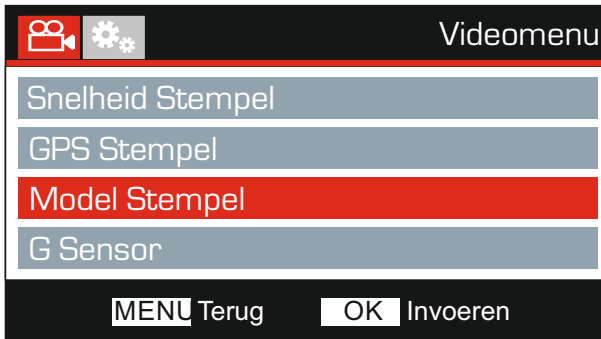 Videomenu
Snelheid Stempel
GPS Stempel
Model Stempel
G Sensor
MENU Terug OK Invoeren